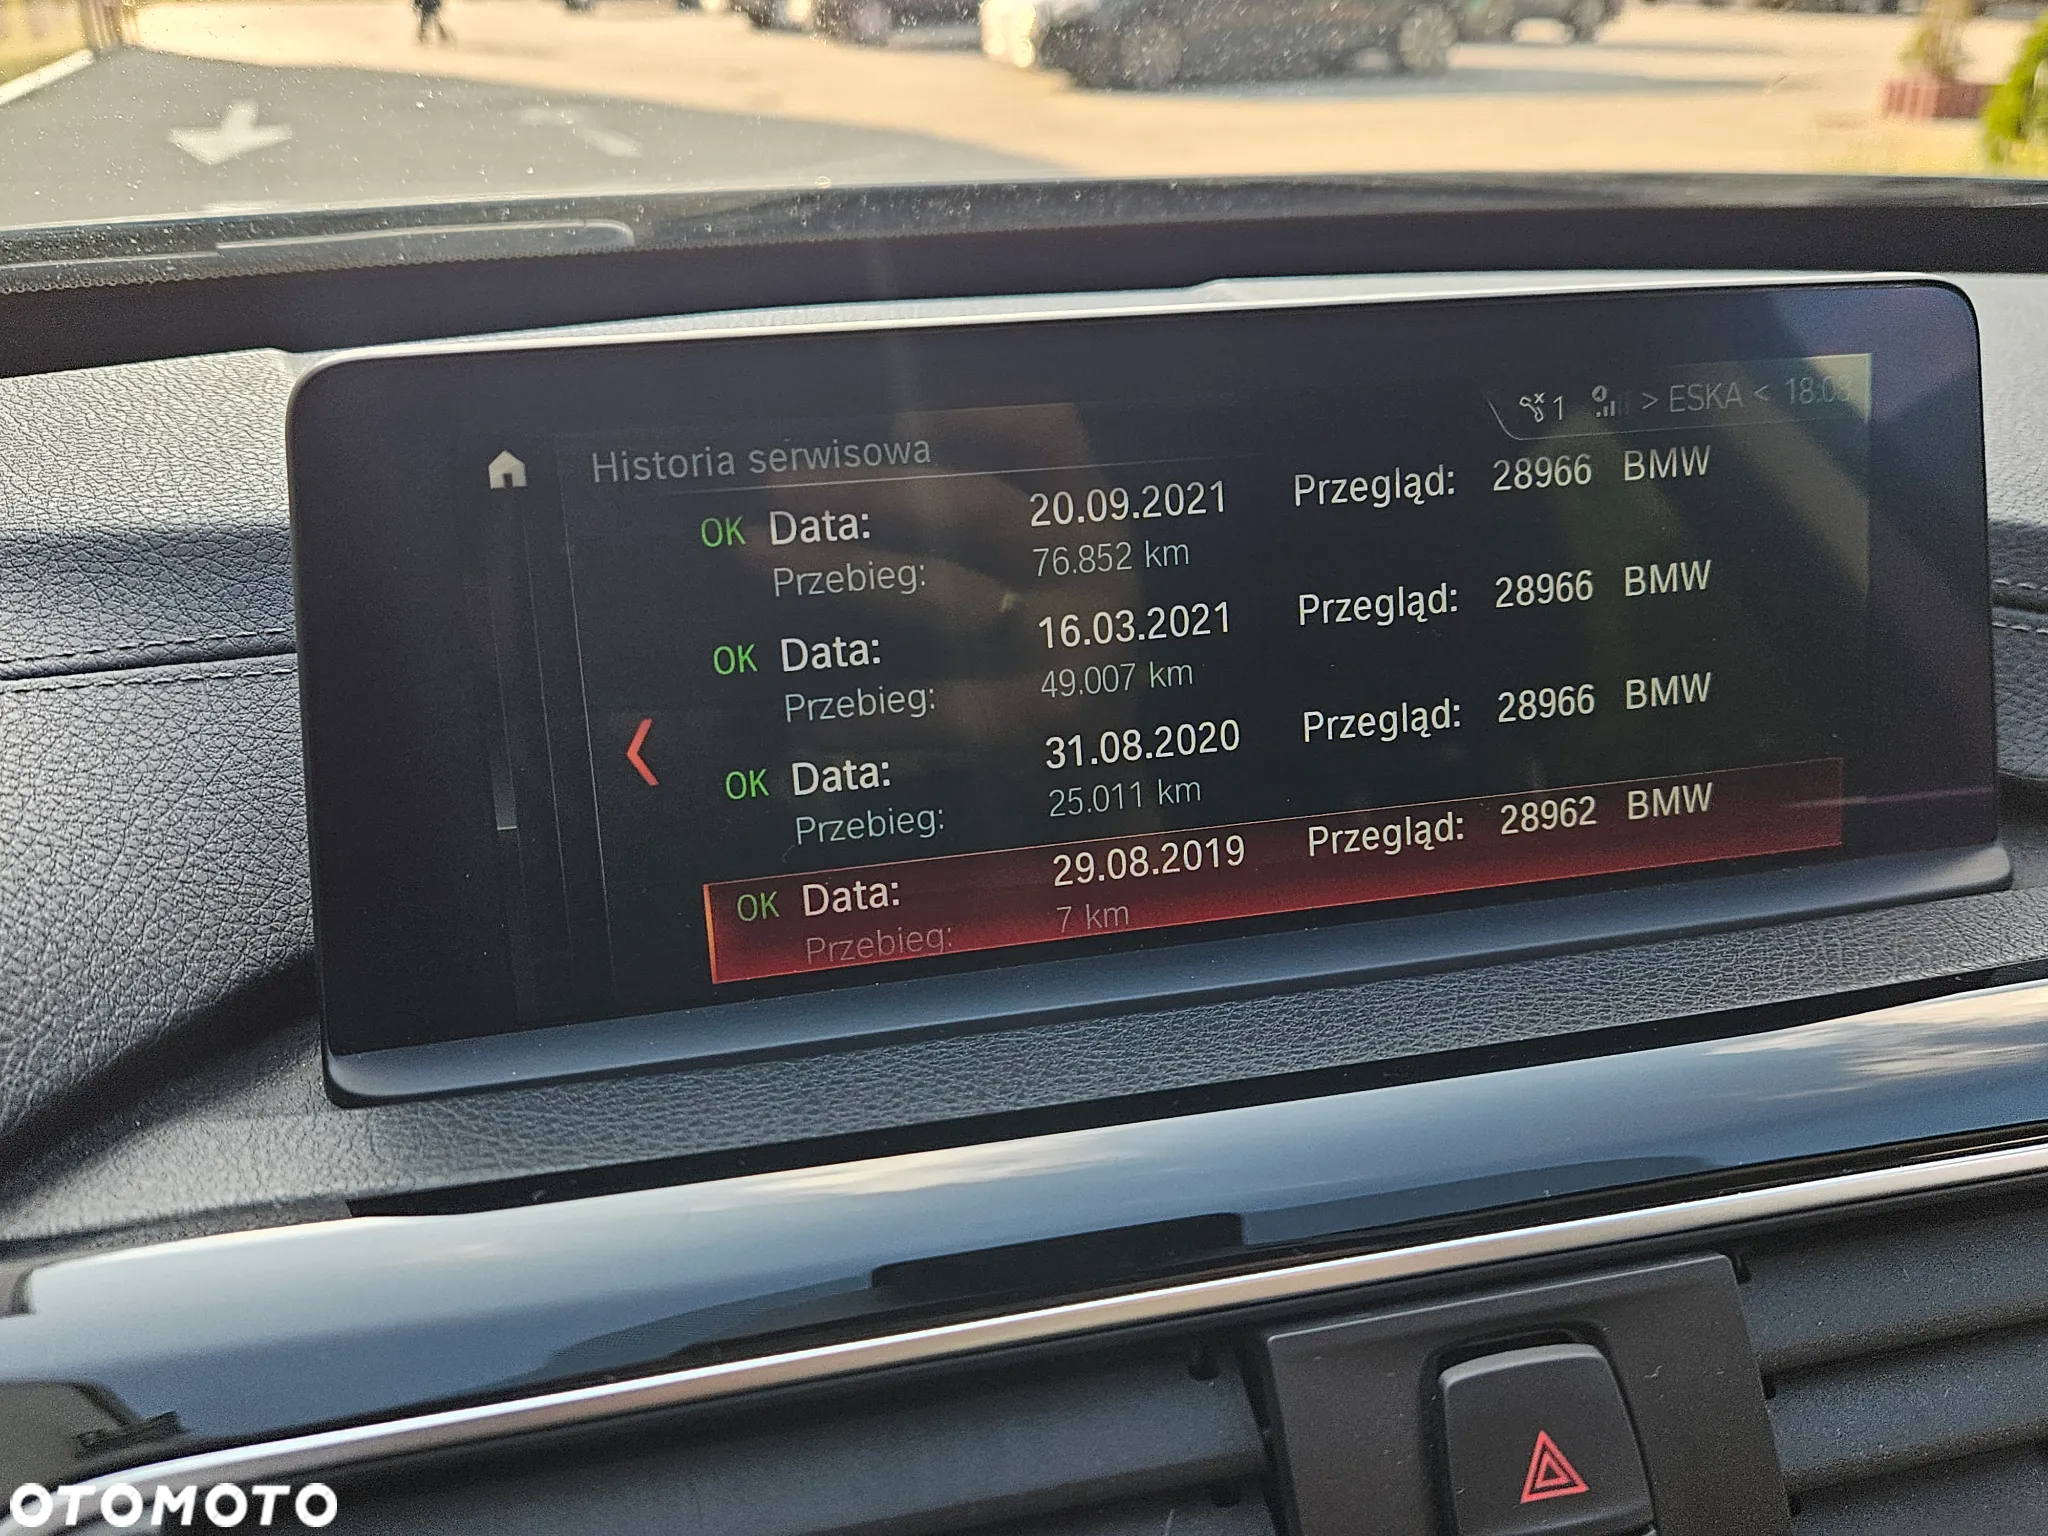 1 > ESKA < 18:08
Historia serwisowa
OK Data: 20.09.2021 Przegląd: 28966 BMW
Przebieg: 76.852 km
OK Data: 16.03.2021 Przegląd: 28966 BMW
Przebieg: 49.007 km
OK Data: 31.08.2020 Przegląd: 28966 BMW
Przebieg: 25.011 km
OK Data: 29.08.2019 Przegląd: 28962 BMW
Przebieg: 7 km
OTOMOTO